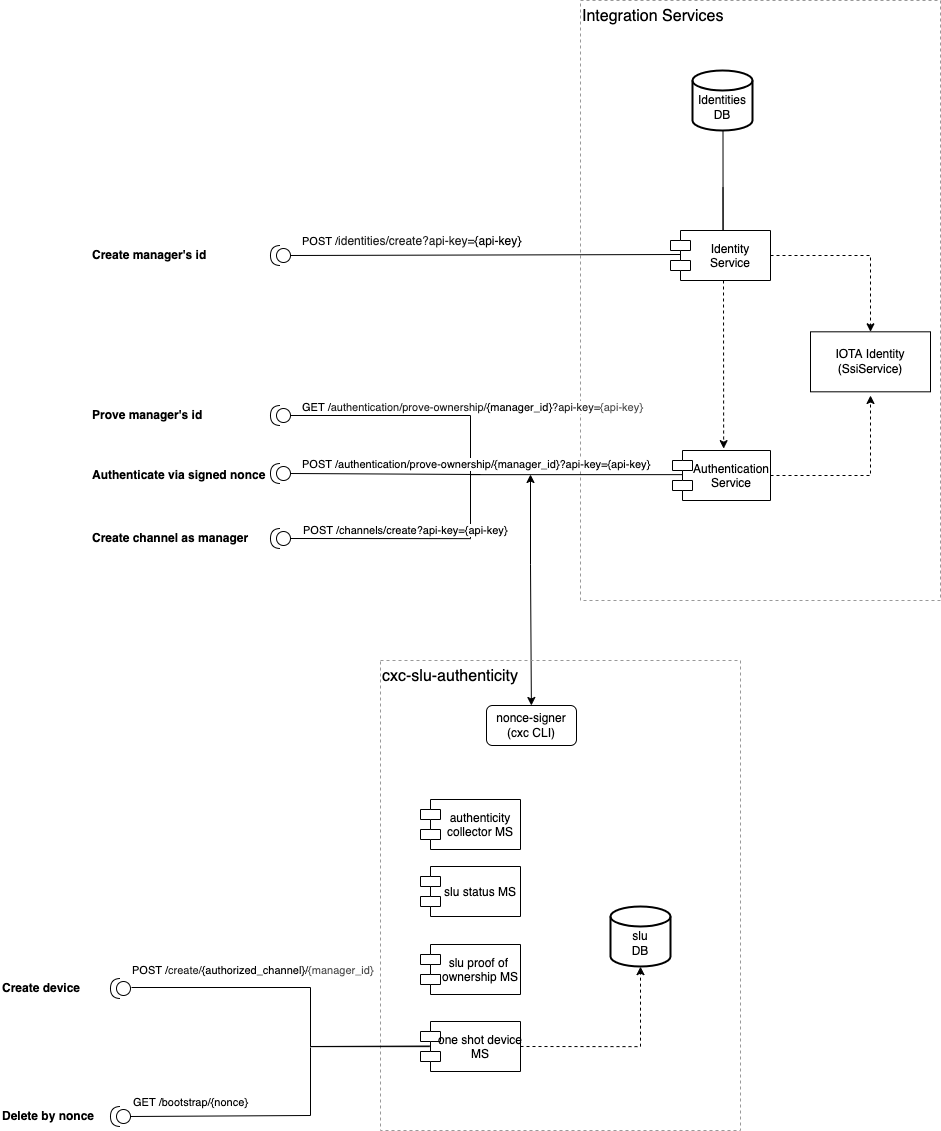 Integration Services
Identities
DB
Create manager's id
POST /identities/create?api-key={api-key}
Identity
Service
IOTA Identity
(SsiService)
Prove manager's id
GET /authentication/prove-ownership/{manager_id}?api-key={api-key}
Authenticate via signed nonce
POST /authentication/prove-ownership/{manager_id}?api-key={api-key}
Authentication
Service
Create channel as manager
POST /channels/create?api-key={api-key}
cxc-slu-authenticity
nonce-signer
(cxc CLI)
authenticity
collector MS
slu status MS
slu
DB
slu proof of
ownership MS
Create device
POST /create/{authorized_channel}/{manager_id}
one shot device
MS
Delete by nonce
GET /bootstrap/{nonce}